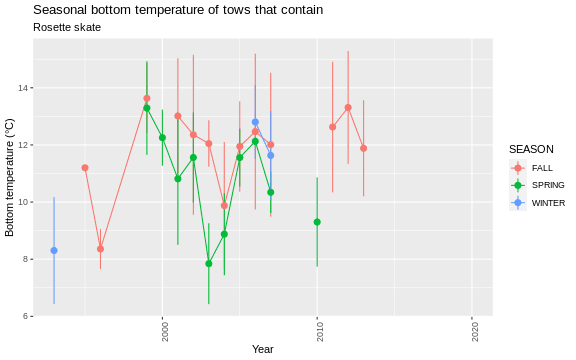 Seasonal bottom temperature of tows that contain
Rosette skate
Bottom temperature (°C)
14
12
10
8
6
2000
2010
2020
Year
SEASON
FALL
SPRING
WINTER